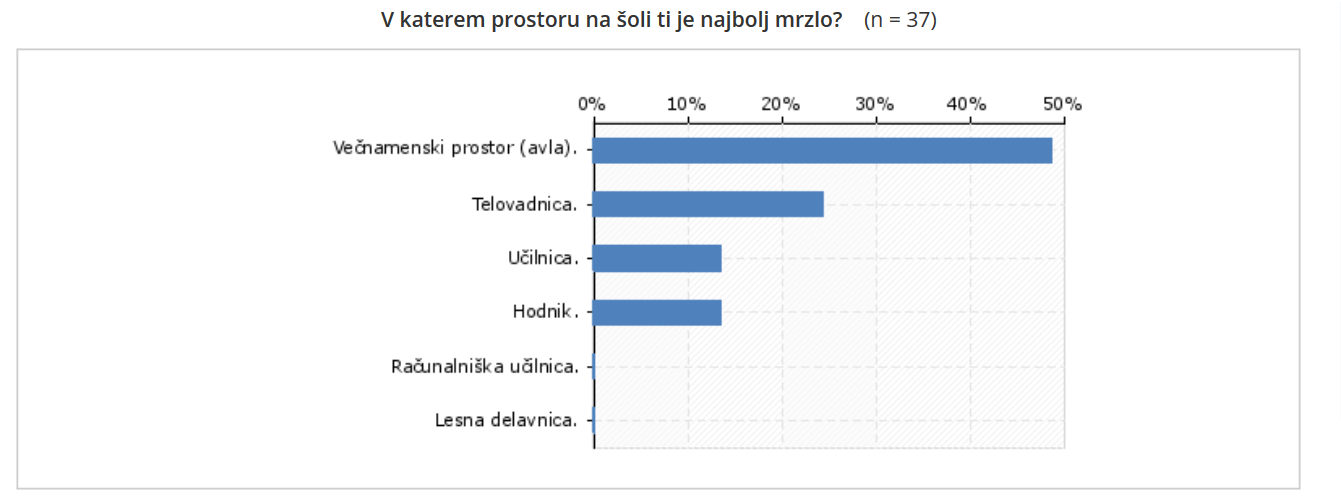 V katerem prostoru na šoli ti je najbolj mrzlo? (n = 37)
0% 10% 20% 30% 40% 50%
Večnamenski prostor (avla).
Telovadnica.
Učilnica.
Hodnik.
Računalniška učilnica.
Lesna delavnica.